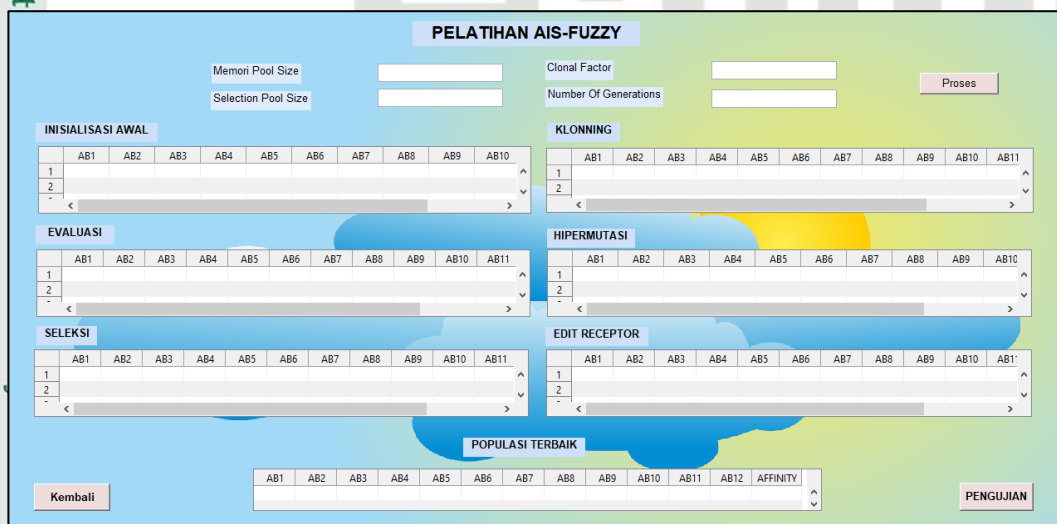 PELATIHAN AIS-FUZZY
Memori Pool Size
Clonal Factor
Selection Pool Size
Number Of Generations
Proses
INISIALISASI AWAL
AB1 AB2 AB3 AB4 AB5 AB6 AB7 AB8 AB9 AB10
1
2
KLONNING
AB1 AB2 AB3 AB4 AB5 AB6 AB7 AB8 AB9 AB10 AB11
1
2
EVALUASI
AB1 AB2 AB3 AB4 AB5 AB6 AB7 AB8 AB9 AB10 AB11
1
2
HIPERMUTASI
AB1 AB2 AB3 AB4 AB5 AB6 AB7 AB8 AB9 AB10
1
2
SELEKSI
AB1 AB2 AB3 AB4 AB5 AB6 AB7 AB8 AB9 AB10 AB11
1
2
EDIT RECEPTOR
AB1 AB2 AB3 AB4 AB5 AB6 AB7 AB8 AB9 AB10
1
2
POPULASI TERBAIK
AB1 AB2 AB3 AB4 AB5 AB6 AB7 AB8 AB9 AB10 AB11 AB12 AFFINITY
Kembali
PENGUJIAN